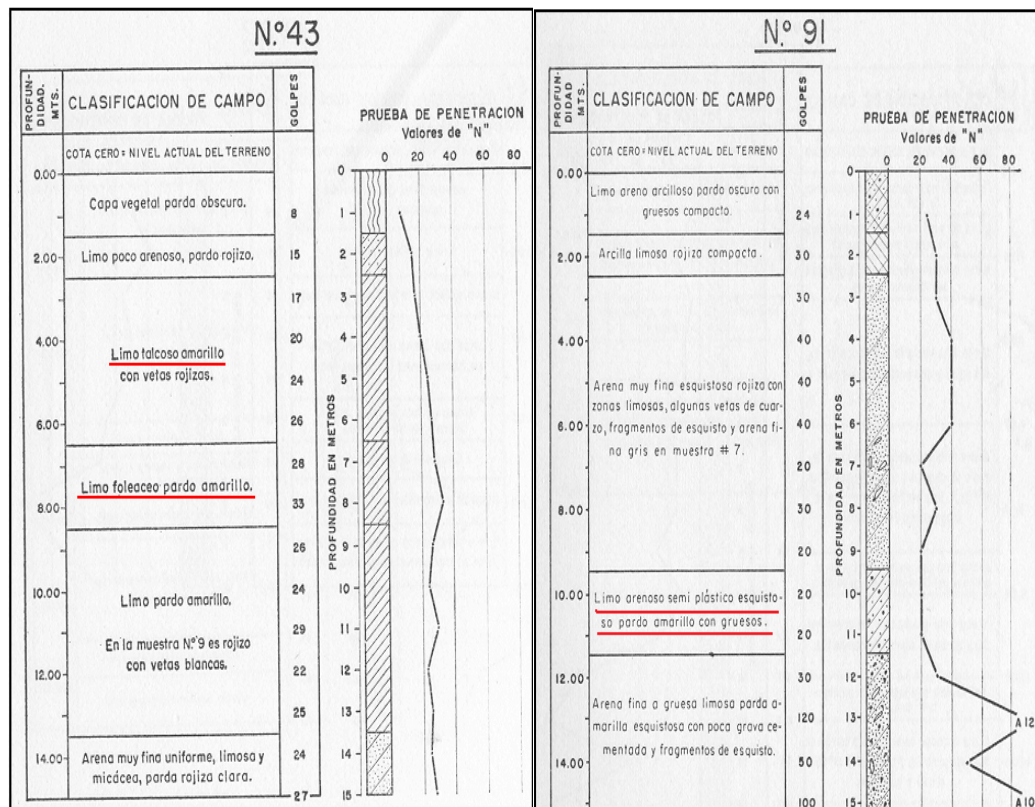 N.º 43
PROFUN-
DIDAD.
MTS.
CLASIFICACION DE CAMPO
GOLPES
PRUEBA DE PENETRACION
Valores de "N"
0 20 40 60 80
COTA CERO = NIVEL ACTUAL DEL TERRENO
0.00
Capa vegetal parda obscura.
8
2.00
Limo poco arenoso, pardo rojizo.
15
17
4.00
20
Limo talcoso amarillo
con vetas rojizas.
24
6.00
26
28
Limo foleaceo pardo amarillo.
8.00
33
26
10.00
24
Limo pardo amarillo.
29
En la muestra N.º 9 es rojizo
con vetas blancas.
12.00
22
25
14.00
Arena muy fina uniforme, limosa y
micácea, parda rojiza clara.
24
27
PROFUNDIDAD EN METROS
0
1
2
3
4
5
6
7
8
9
10
11
12
13
14
15
N.º 91
PROFUN-
DIDAD
MTS.
CLASIFICACION DE CAMPO
GOLPES
PRUEBA DE PENETRACION
Valores de "N"
0 20 40 60 80
COTA CERO = NIVEL ACTUAL DEL TERRENO
0.00
Limo areno arcilloso pardo oscuro con
gruesos compacto.
24
2.00
Arcilla limosa rojiza compacta.
30
30
4.00
40
40
Arena muy fina esquistosa rojiza con
zonas limosas, algunas vetas de cuar-
zo, fragmentos de esquisto y arena fi-
na gris en muestra # 7.
6.00
40
20
8.00
30
20
10.00
Limo arenoso semi plástico esquisto-
so pardo amarillo con gruesos.
20
20
12.00
30
Arena fina a gruesa limosa parda a-
marilla esquistosa con poca grava ce-
mentada y fragmentos de esquisto.
120
14.00
50
100
PROFUNDIDAD EN METROS
0
1
2
3
4
5
6
7
8
9
10
11
12
13
14
15
A 12
A 10